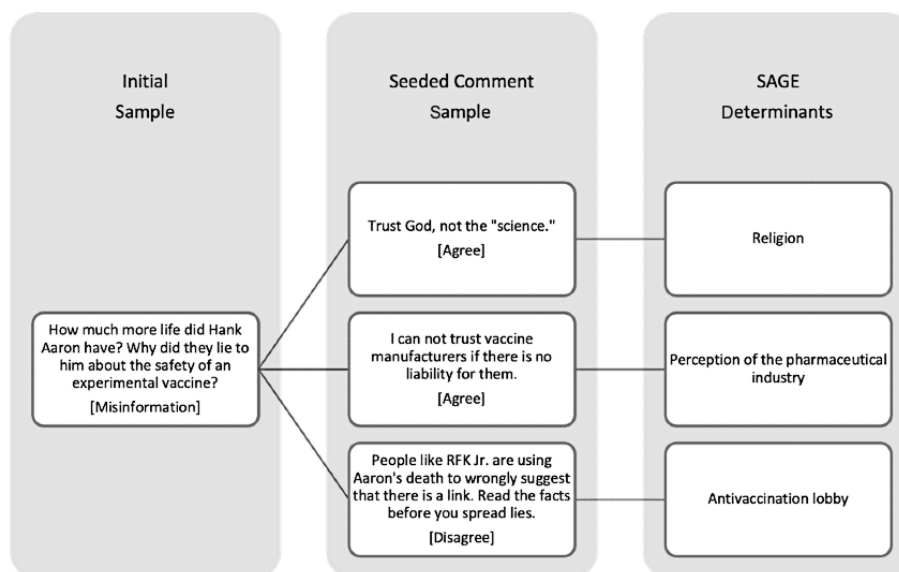 Initial
Sample
Seeded Comment
Sample
SAGE
Determinants
Trust God, not the "science."
[Agree]
Religion
How much more life did Hank
Aaron have? Why did they lie to
him about the safety of an
experimental vaccine?
[Misinformation]
I can not trust vaccine
manufacturers if there is no
liability for them.
[Agree]
Perception of the pharmaceutical
industry
People like RFK Jr. are using
Aaron's death to wrongly suggest
that there is a link. Read the facts
before you spread lies.
[Disagree]
Antivaccination lobby